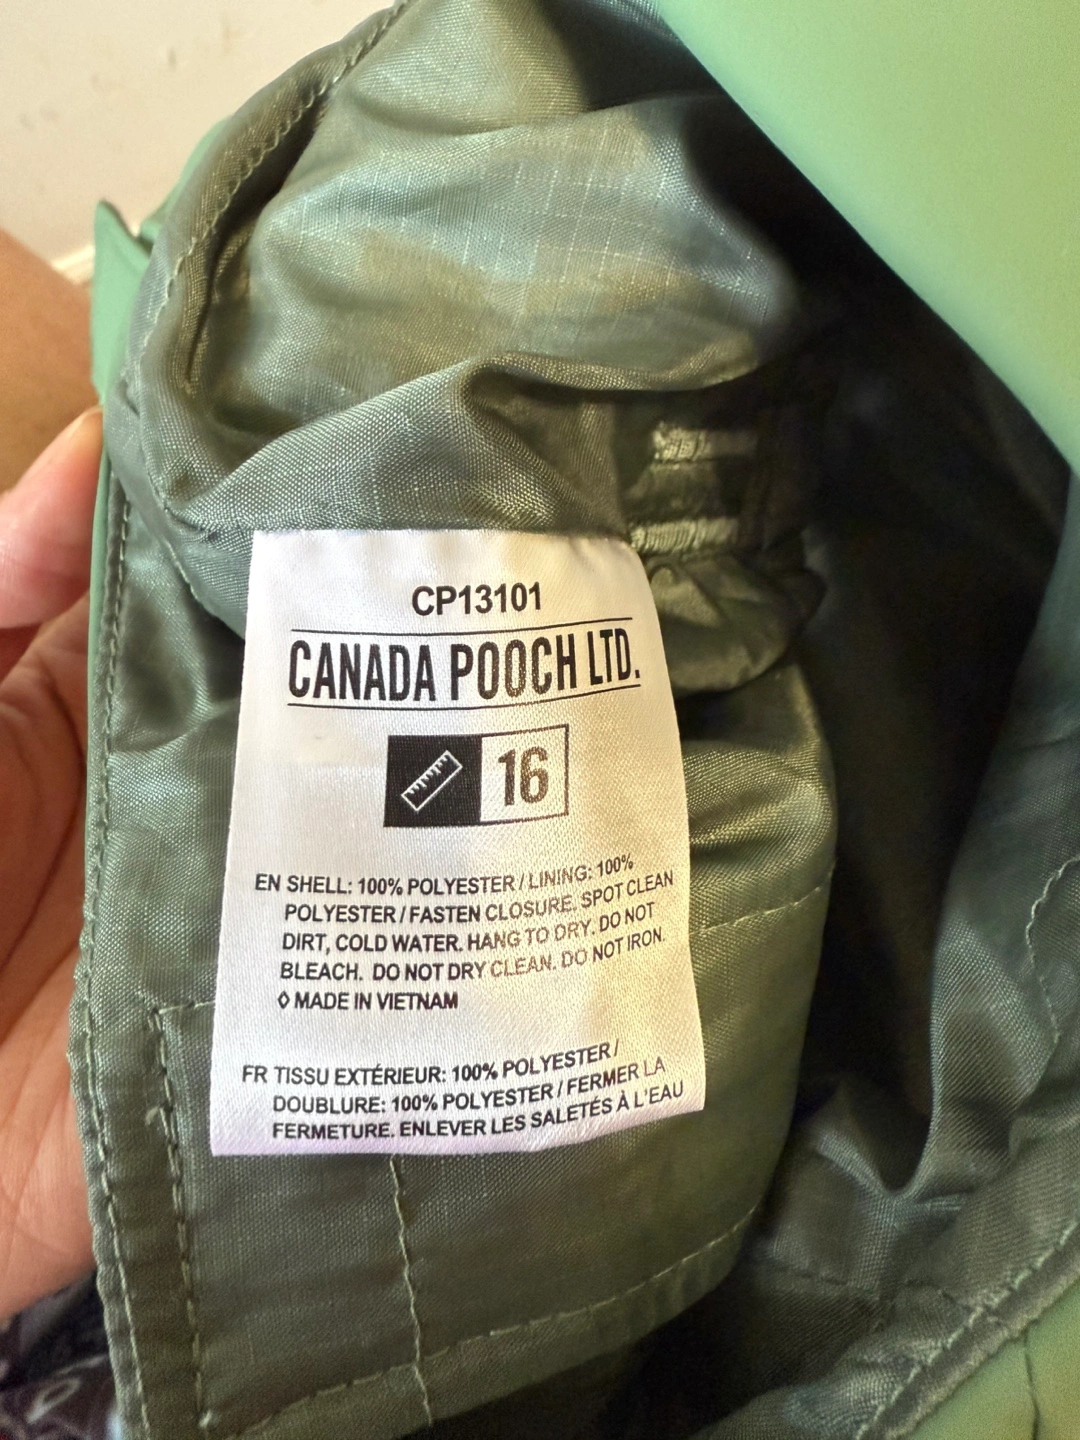 CP13101
CANADA POOCH LTD.
16
EN SHELL: 100% POLYESTER / LINING: 100%
POLYESTER / FASTEN CLOSURE. SPOT CLEAN
DIRT, COLD WATER. HANG TO DRY. DO NOT
BLEACH. DO NOT DRY CLEAN. DO NOT IRON.
◊ MADE IN VIETNAM
FR TISSU EXTÉRIEUR: 100% POLYESTER /
DOUBLURE: 100% POLYESTER / FERMER LA
FERMETURE. ENLEVER LES SALETÉS À L'EAU